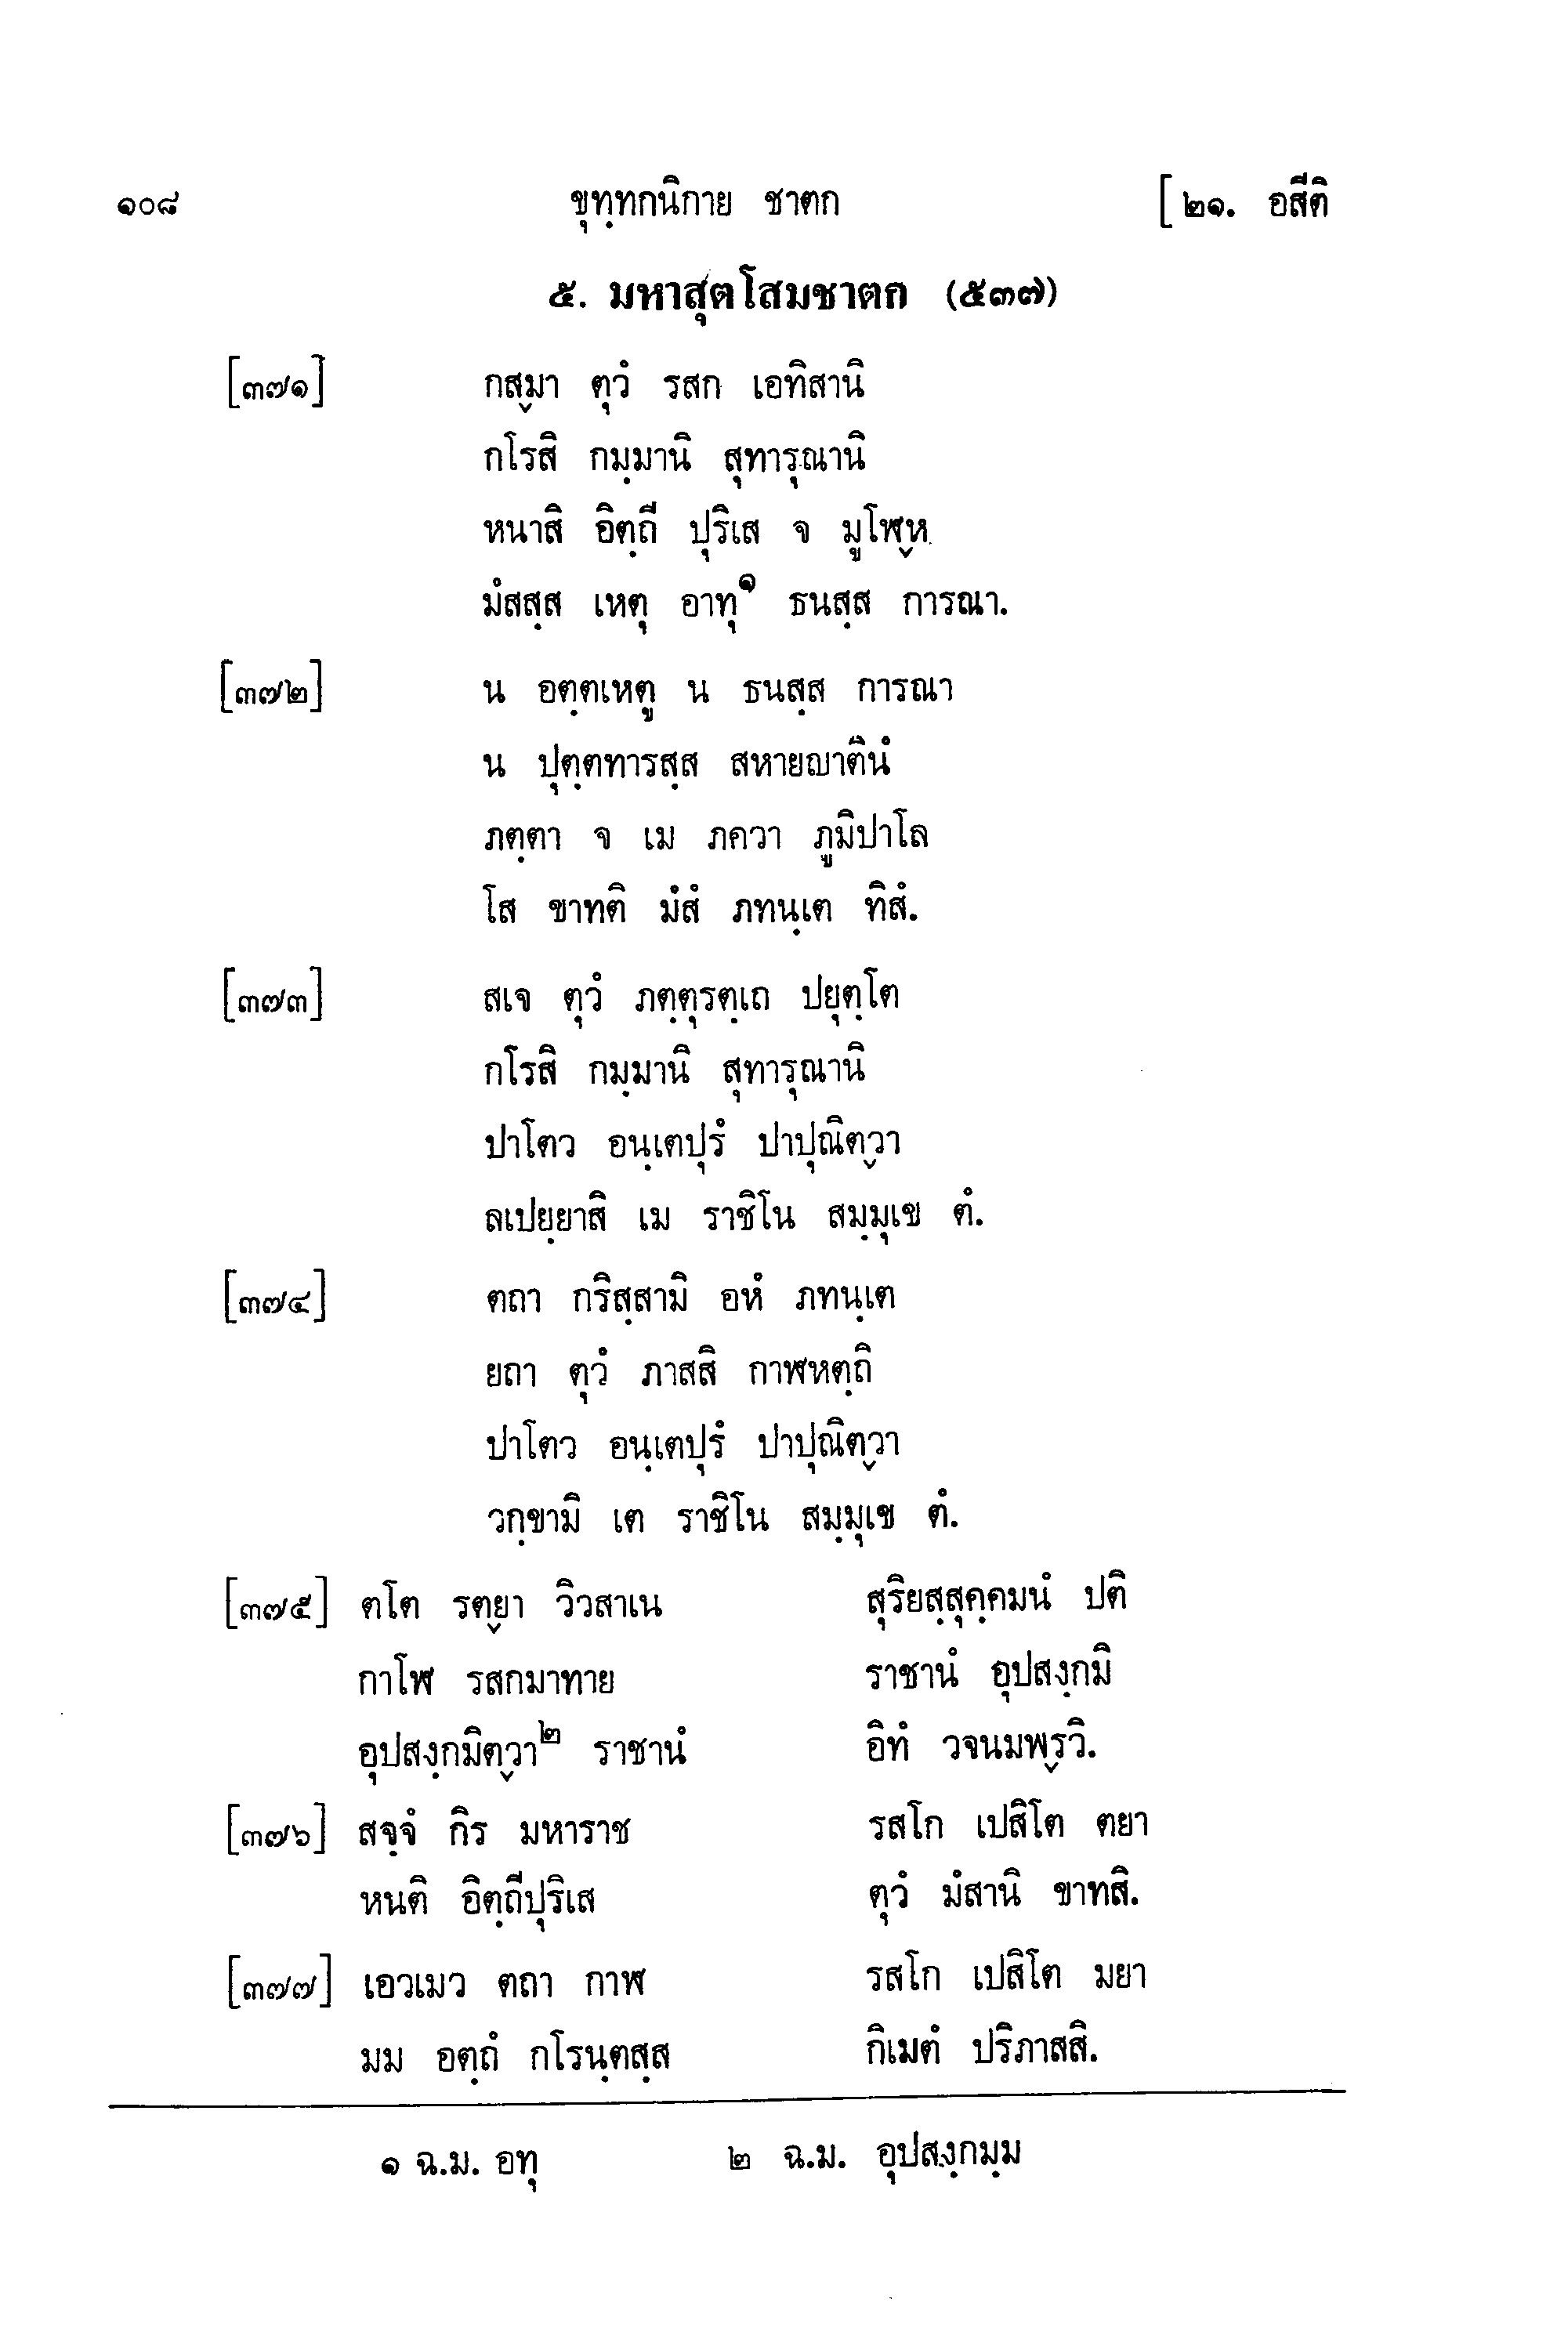 ๑๐๘ ขุทฺทกนิกาย ชาตก [ ๒๑. อสีติ
๕. มหาสุตโสมชาตก (๕๓๗)
[๓๗๑] กสฺมา ตุวํ รสก เอทิสานิ
กโรสิ กมฺมานิ สุทารุณานิ
หนาสิ อิตฺถี ปุริเส จ มูโฬฺห
มํสสฺส เหตุ อาทุ๑ ธนสฺส การณา.
[๓๗๒] น อตฺตเหตู น ธนสฺส การณา
น ปุตฺตทารสฺส สหายญาตินํ
ภตฺตา จ เม ภควา ภูมิปาโล
โส ขาทติ มํสํ ภทนฺเต ทิสํ.
[๓๗๓] สเจ ตุวํ ภตฺตุรตฺเถ ปยุตฺโต
กโรสิ กมฺมานิ สุทารุณานิ
ปาโตว อนฺเตปุรํ ปาปุณิตฺวา
ลเปยฺยาสิ เม ราชิโน สมฺมุเข ตํ.
[๓๗๔] ตถา กริสฺสามิ อหํ ภทนฺเต
ยถา ตุวํ ภาสสิ กาฬหตฺถิ
ปาโตว อนฺเตปุรํ ปาปุณิตฺวา
วกฺขามิ เต ราชิโน สมฺมุเข ตํ.
[๓๗๕] ตโต รตฺยา วิวสาเน สุริยสฺสุคฺคมนํ ปติ
กาโฬ รสกมาทาย ราชานํ อุปสงฺกมิ
อุปสงฺกมิตฺวา๒ ราชานํ อิทํ วจนมพฺรวิ.
[๓๗๖] สจฺจํ กิร มหาราช รสโก เปสิโต ตยา
หนติ อิตฺถีปุริเส ตุวํ มํสานิ ขาทสิ.
[๓๗๗] เอวเมว ตถา กาฬ รสโก เปสิโต มยา
มม อตฺถํ กโรนฺตสฺส กิเมตํ ปริภาสสิ.
๑ ฉ.ม. อทุ ๒ ฉ.ม. อุปสงฺกมฺม